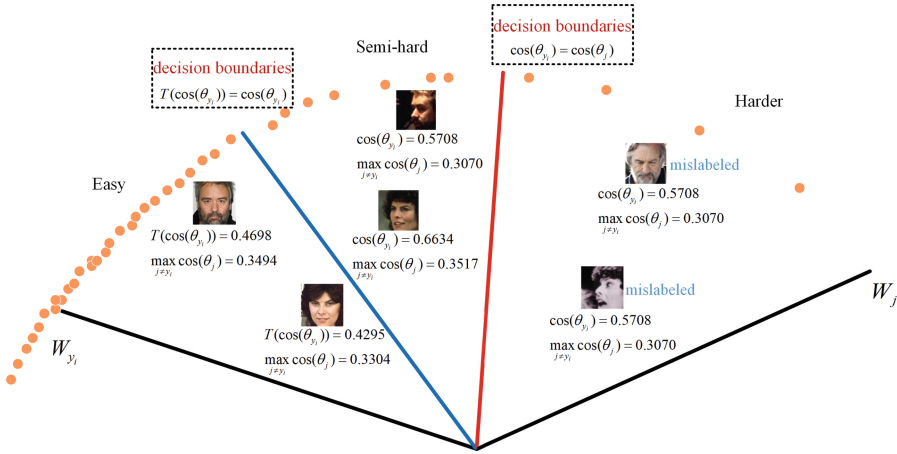 Semi-hard
decision boundaries
cos(θ_{y_i}) = cos(θ_j)
decision boundaries
T(cos(θ_{y_i})) = cos(θ_{y_i})
Harder
Easy
cos(θ_{y_i}) = 0.5708
max_{j≠y_i} cos(θ_j) = 0.3070
mislabeled
cos(θ_{y_i}) = 0.5708
max_{j≠y_i} cos(θ_j) = 0.3070
T(cos(θ_{y_i})) = 0.4698
max_{j≠y_i} cos(θ_j) = 0.3494
cos(θ_{y_i}) = 0.6634
max_{j≠y_i} cos(θ_j) = 0.3517
mislabeled
cos(θ_{y_i}) = 0.5708
max_{j≠y_i} cos(θ_j) = 0.3070
T(cos(θ_{y_i})) = 0.4295
max_{j≠y_i} cos(θ_j) = 0.3304
W_{y_i}
W_j